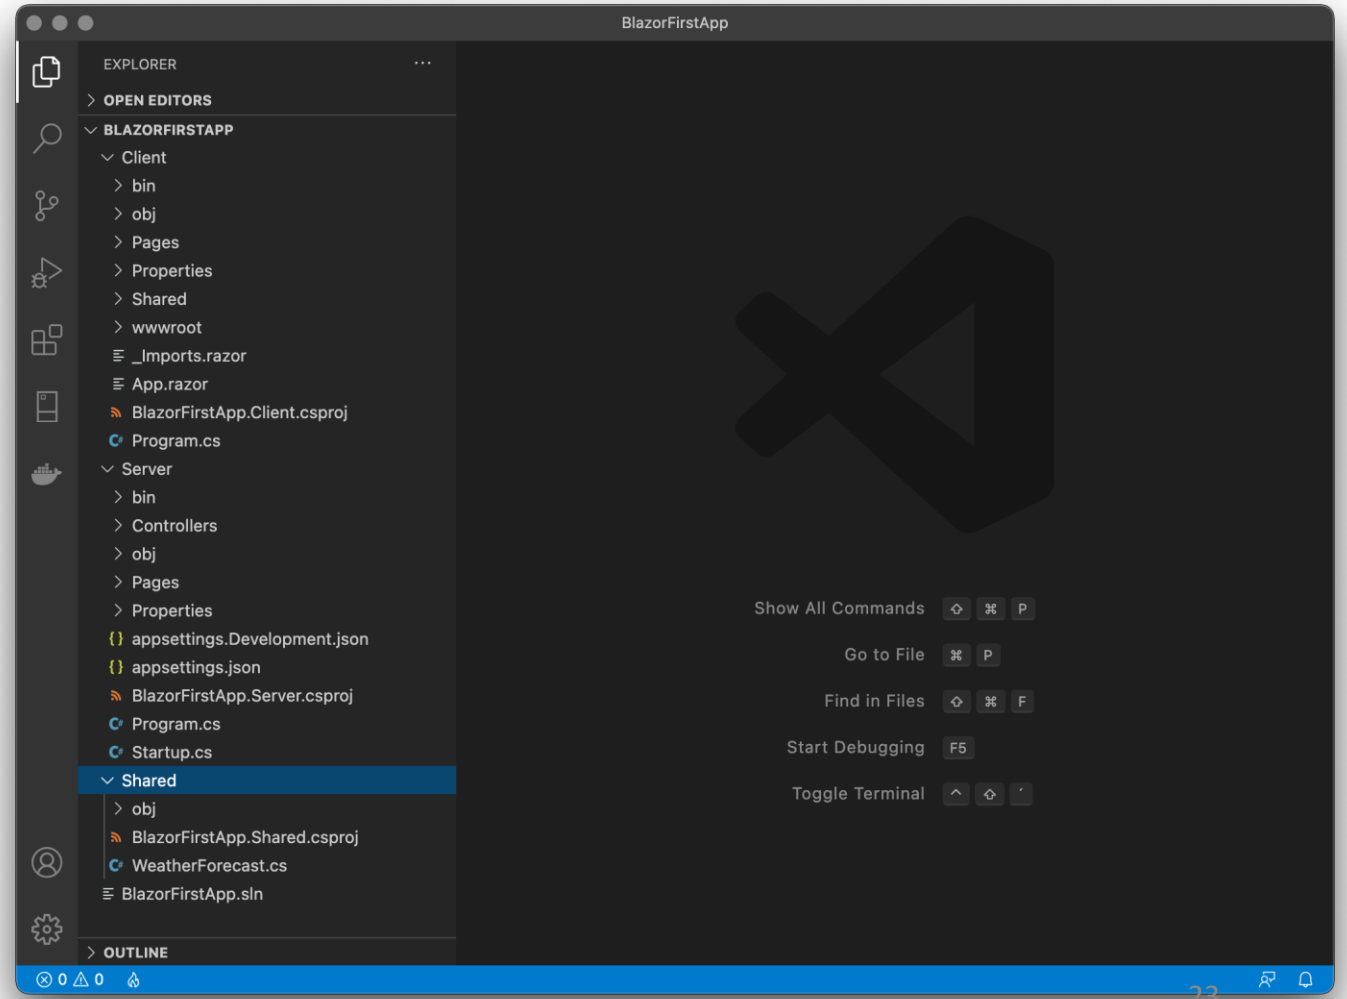 BlazorFirstApp
EXPLORER ...
OPEN EDITORS
BLAZORFIRSTAPP
Client
bin
obj
Pages
Properties
Shared
wwwroot
_Imports.razor
App.razor
BlazorFirstApp.Client.csproj
C# Program.cs
Server
bin
Controllers
obj
Pages
Properties
{} appsettings.Development.json
{} appsettings.json
BlazorFirstApp.Server.csproj
C# Program.cs
C# Startup.cs
Shared
obj
BlazorFirstApp.Shared.csproj
C# WeatherForecast.cs
BlazorFirstApp.sln
OUTLINE
0 0
Show All Commands ⇧ ⌘ P
Go to File ⌘ P
Find in Files ⇧ ⌘ F
Start Debugging F5
Toggle Terminal ^ ⇧ ´
23